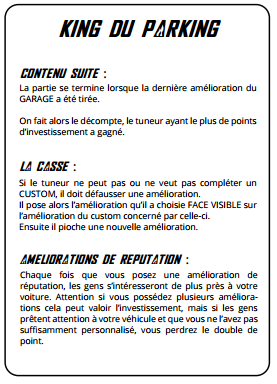 KING DU PARKING
CONTENU SUITE :
La partie se termine lorsque la dernière amélioration du
GARAGE a été tirée.
On fait alors le décompte, le tuneur ayant le plus de points
d'investissement a gagné.
LA CASSE :
Si le tuneur ne peut pas ou ne veut pas compléter un
CUSTOM, il doit défausser une amélioration.
Il pose alors l'amélioration qu'il a choisie FACE VISIBLE sur
l'amélioration du custom concerné par celle-ci.
Ensuite il pioche une nouvelle amélioration.
AMELIORATIONS DE REPUTATION :
Chaque fois que vous posez une amélioration de
réputation, les gens s'intéresseront de plus près à votre
voiture. Attention si vous possédez plusieurs améliora-
tions cela peut valoir l'investissement, mais si les gens
prêtent attention à votre véhicule et que vous ne l'avez pas
suffisamment personnalisé, vous perdrez le double de
point.